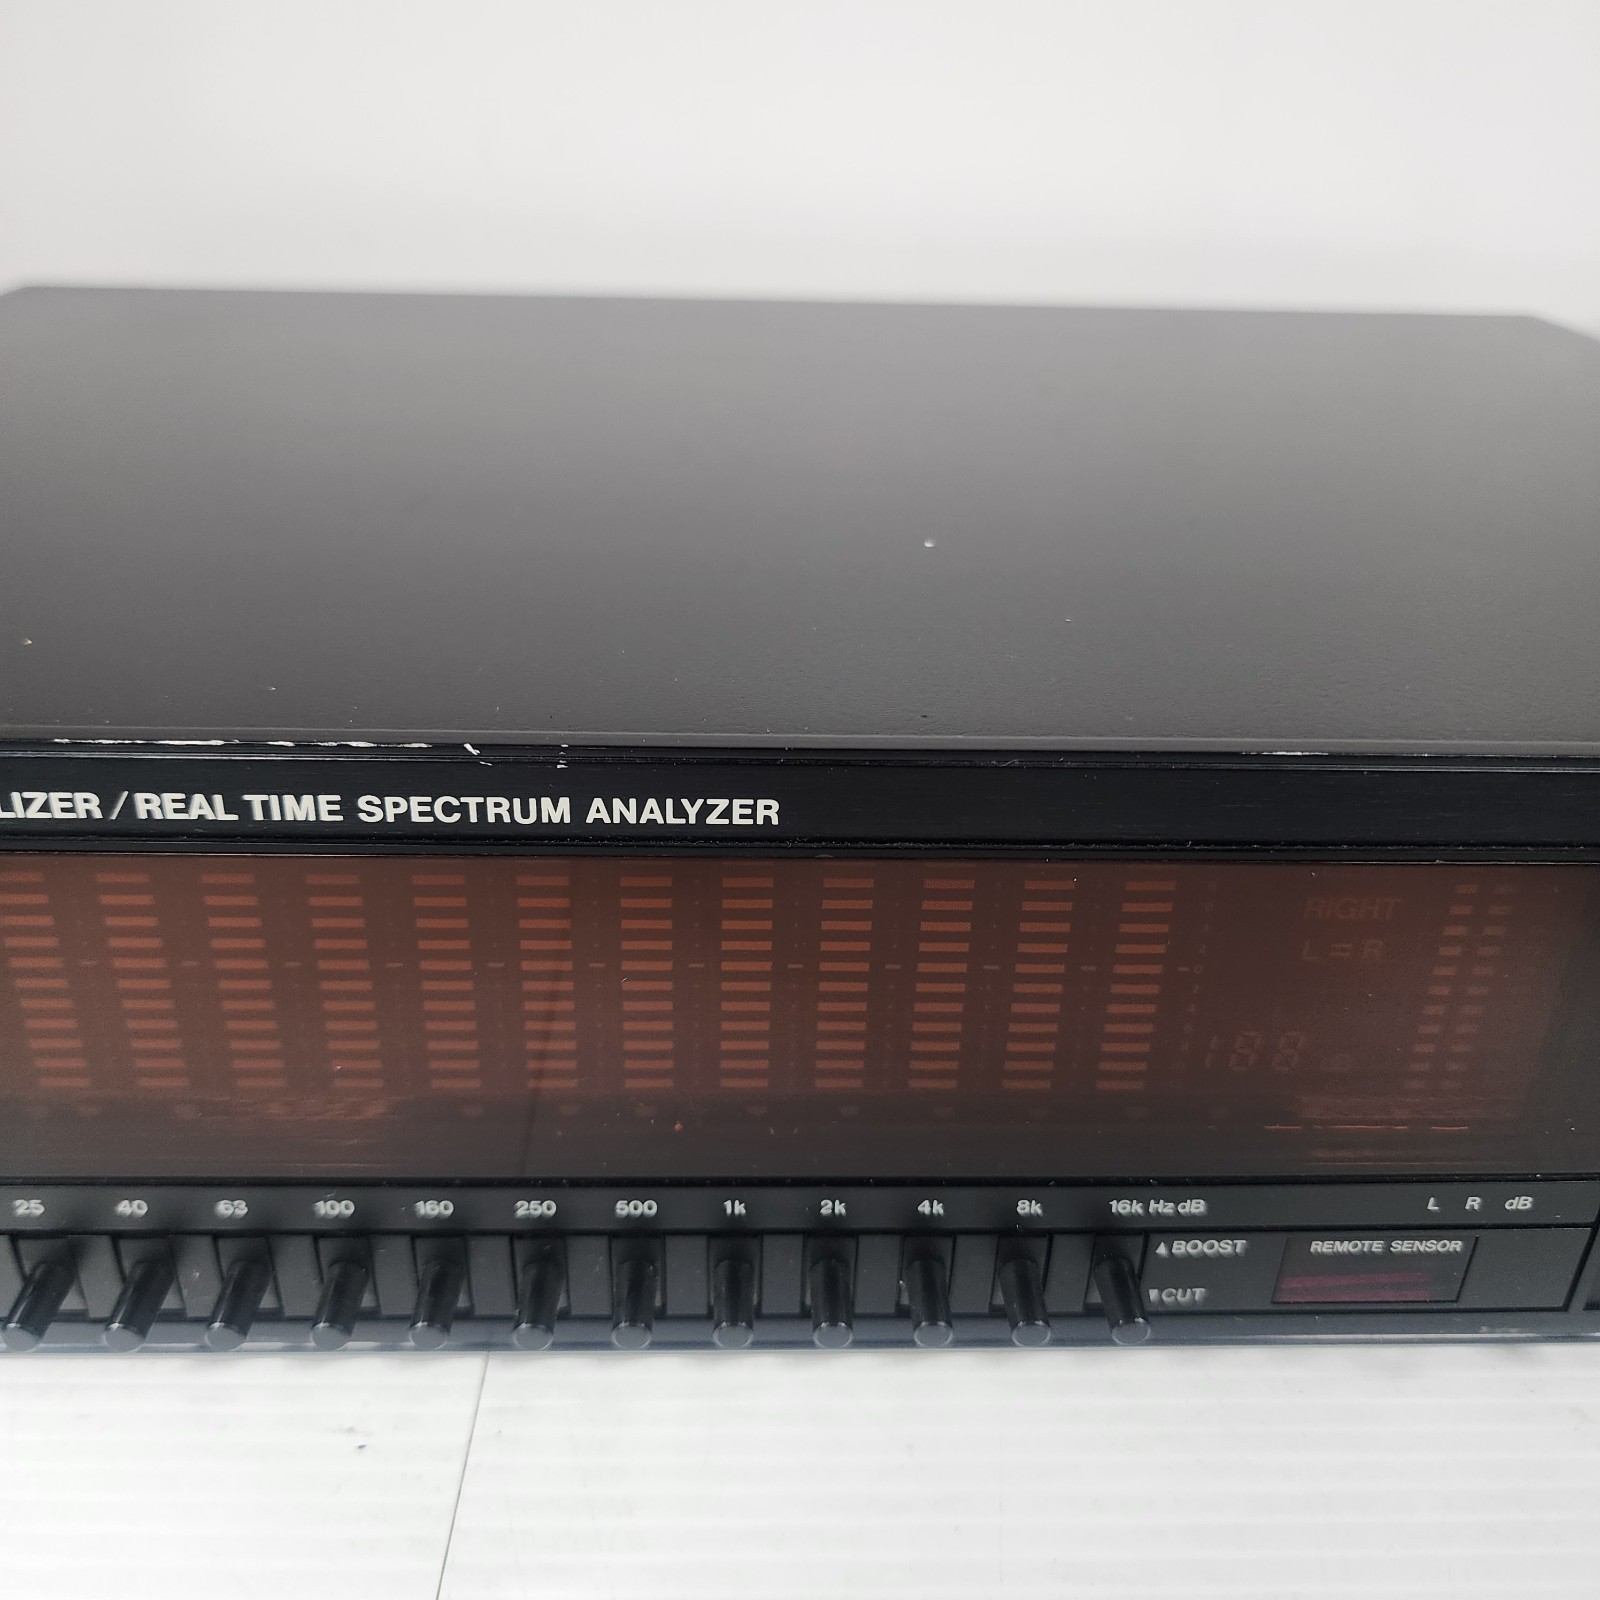 LIZER / REAL TIME SPECTRUM ANALYZER
RIGHT
L = R
188
25 40 63 100 160 250 500 1k 2k 4k 8k 16k Hz dB L R dB
▲ BOOST
REMOTE SENSOR
▼ CUT